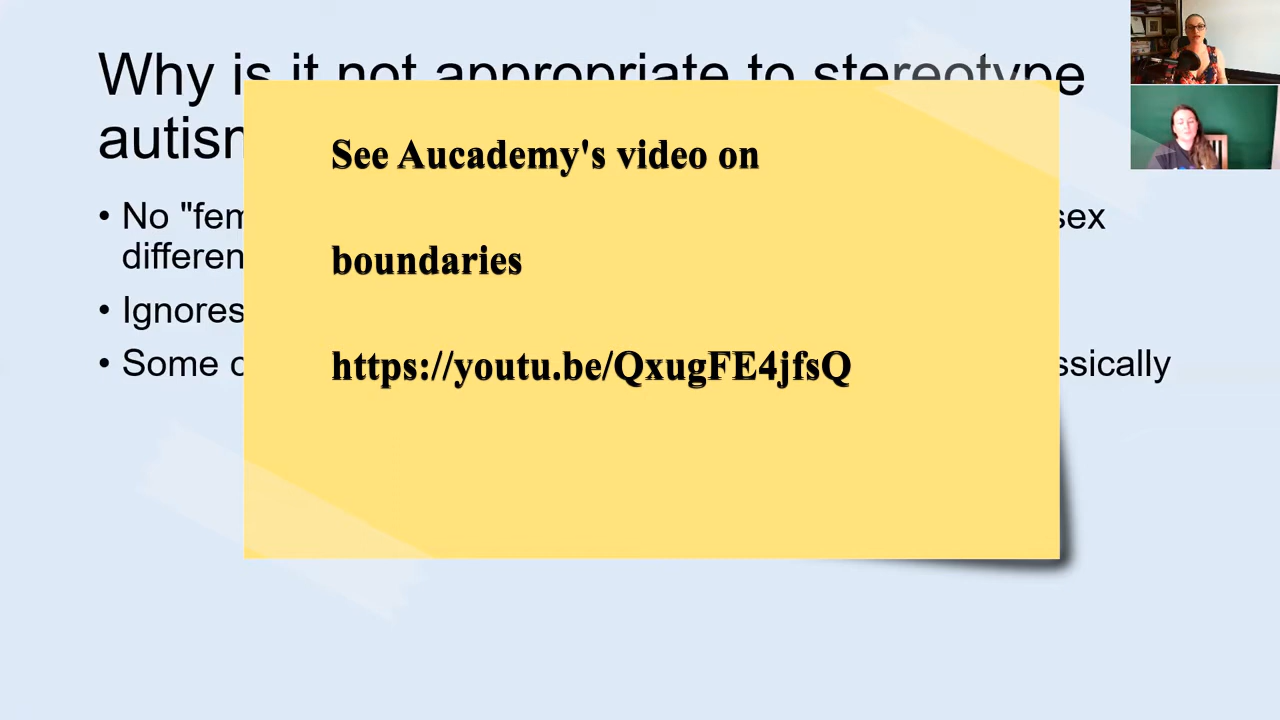 Why is it not appropriate to stereotype
autism
See Aucademy's video on
• No "fem sex
boundaries
differen
• Ignores
https://youtu.be/QxugFE4jfsQ
• Some ssically